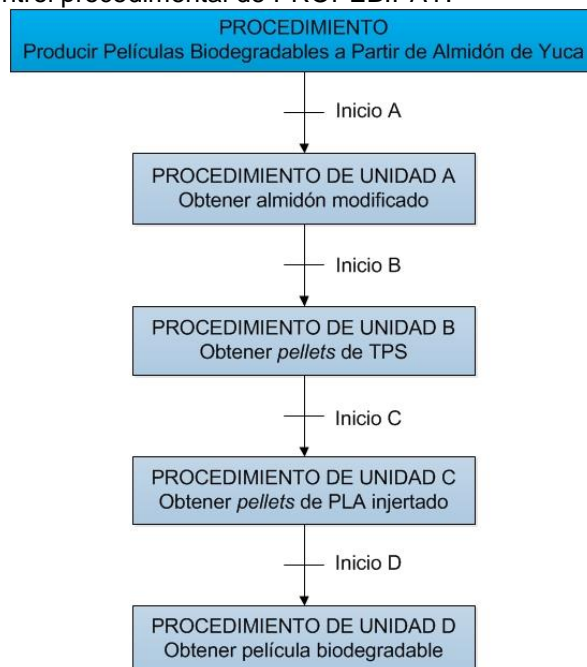 PROCEDIMIENTO
Producir Películas Biodegradables a Partir de Almidón de Yuca
Inicio A
PROCEDIMIENTO DE UNIDAD A
Obtener almidón modificado
Inicio B
PROCEDIMIENTO DE UNIDAD B
Obtener pellets de TPS
Inicio C
PROCEDIMIENTO DE UNIDAD C
Obtener pellets de PLA injertado
Inicio D
PROCEDIMIENTO DE UNIDAD D
Obtener película biodegradable